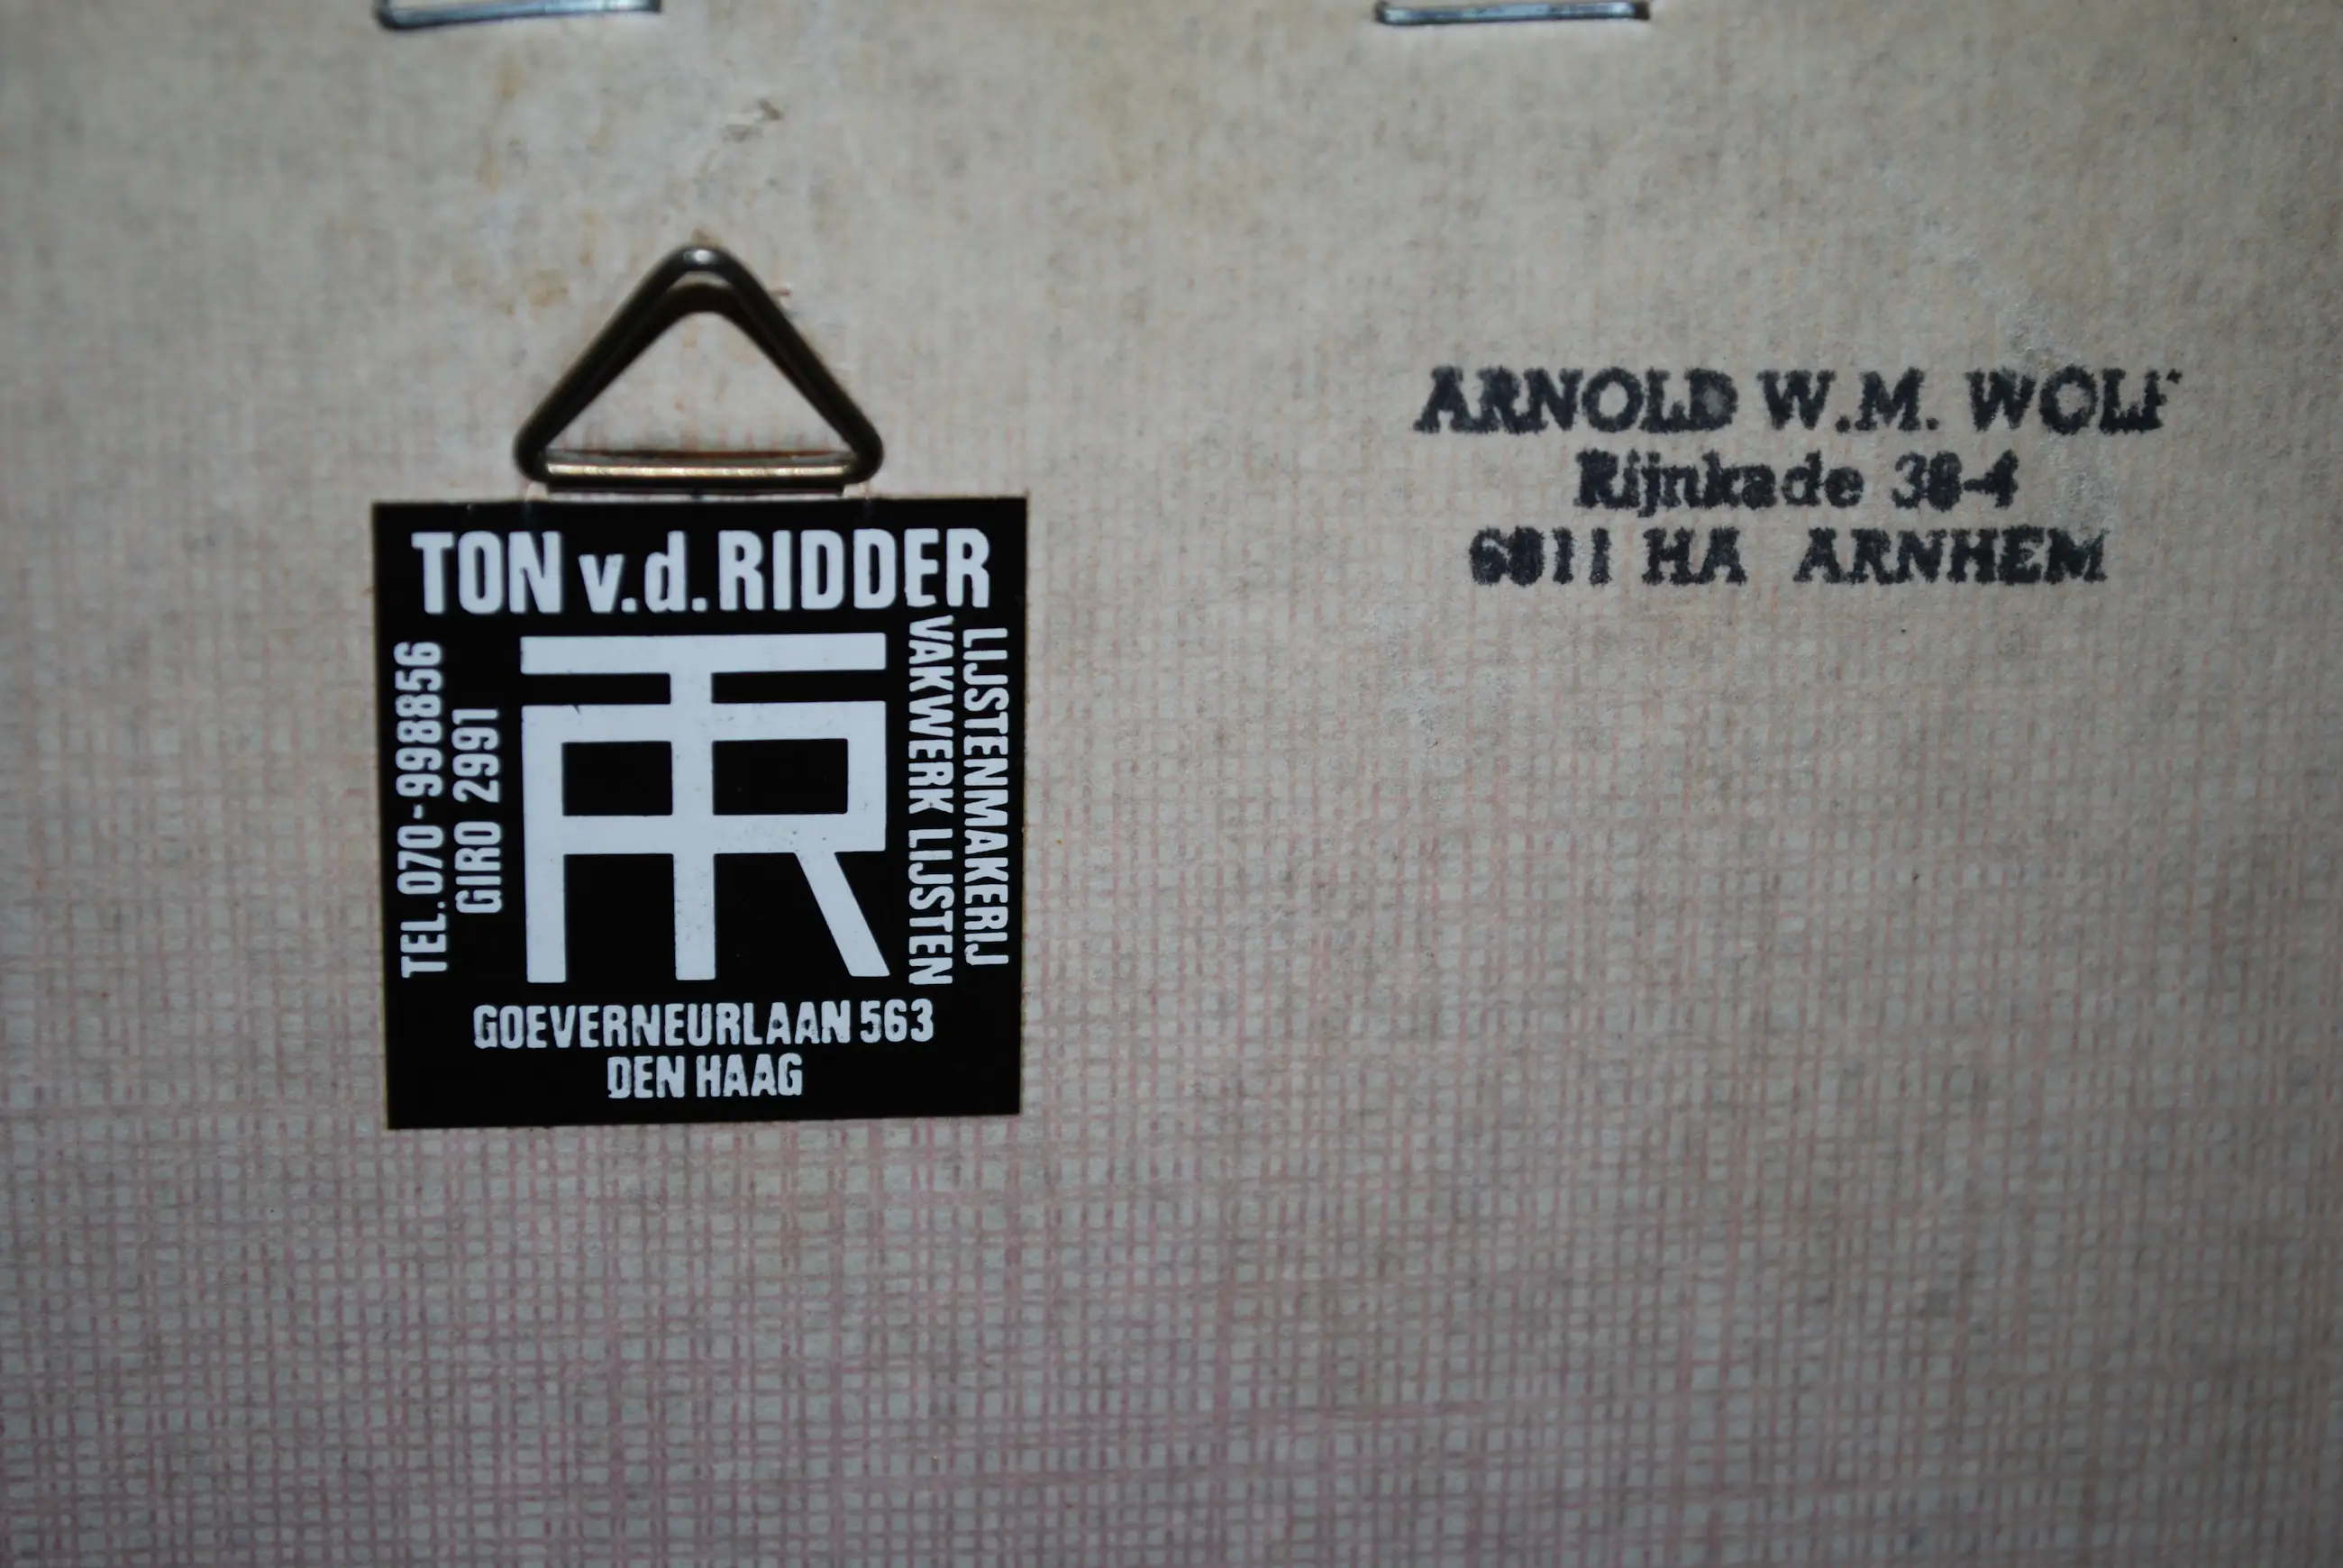 TON v.d. RIDDER
TEL. 070-998856
GIRO 2991
TR
LIJSTENMAKERIJ
VAKWERK LIJSTEN
GOEVERNEURLAAN 563
DEN HAAG
ARNOLD W.M. WOLF
Rijnkade 38-4
6811 HA ARNHEM